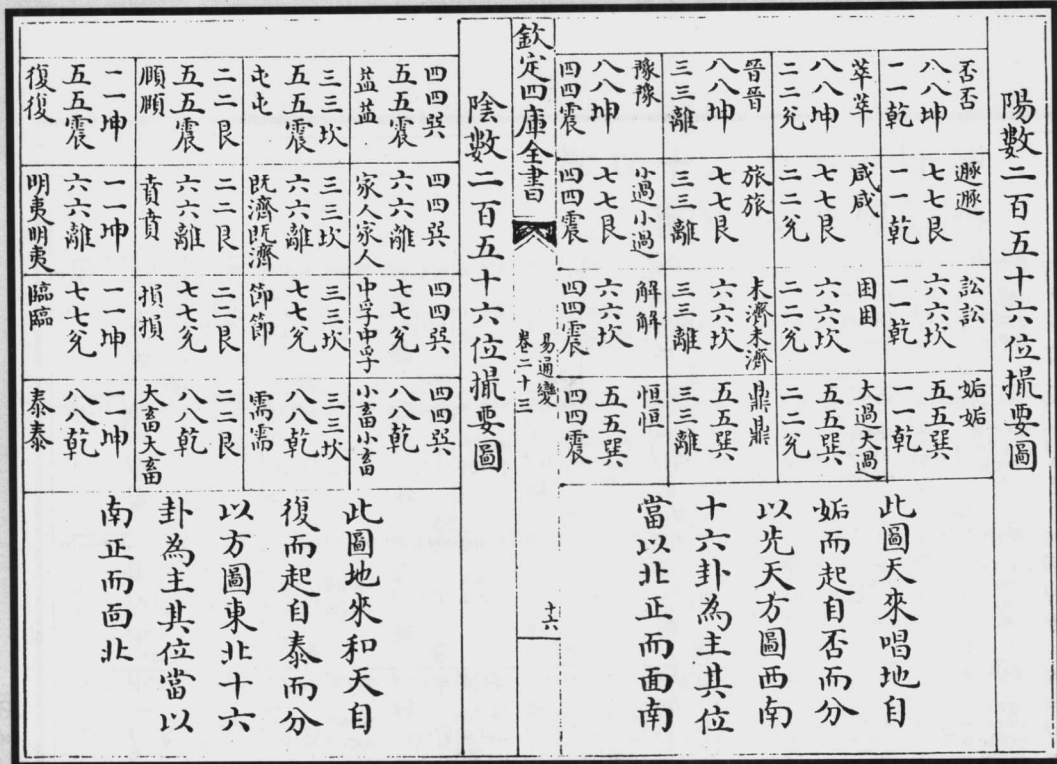 陽數二百五十六位撮要圖
否否
八八坤
一一乾
萃萃
八八坤
二二兌
晉晉
八八坤
三三離
豫豫
八八坤
四四震
遯遯
七七艮
一一乾
咸咸
七七艮
二二兌
旅旅
七七艮
三三離
小過小過
七七艮
四四震
訟訟
六六坎
一一乾
困困
六六坎
二二兌
未濟未濟
六六坎
三三離
解解
六六坎
四四震
姤姤
五五巽
一一乾
大過大過
五五巽
二二兌
鼎鼎
五五巽
三三離
恒恒
五五巽
四四震
此圖天來唱地自
姤而起自否而分
以先天方圖西南
十六卦為主其位
當以北正而面南
欽定四庫全書
易通變
卷二十三
十六
陰數二百五十六位撮要圖
四四巽
五五震
益益
三三坎
五五震
屯屯
二二艮
五五震
頤頤
一一坤
五五震
復復
四四巽
六六離
家人家人
三三坎
六六離
既濟既濟
二二艮
六六離
賁賁
一一坤
六六離
明夷明夷
四四巽
七七兌
中孚中孚
三三坎
七七兌
節節
二二艮
七七兌
損損
一一坤
七七兌
臨臨
四四巽
八八乾
小畜小畜
三三坎
八八乾
需需
二二艮
八八乾
大畜大畜
一一坤
八八乾
泰泰
此圖地來和天自
復而起自泰而分
以方圖東北十六
卦為主其位當以
南正而面北